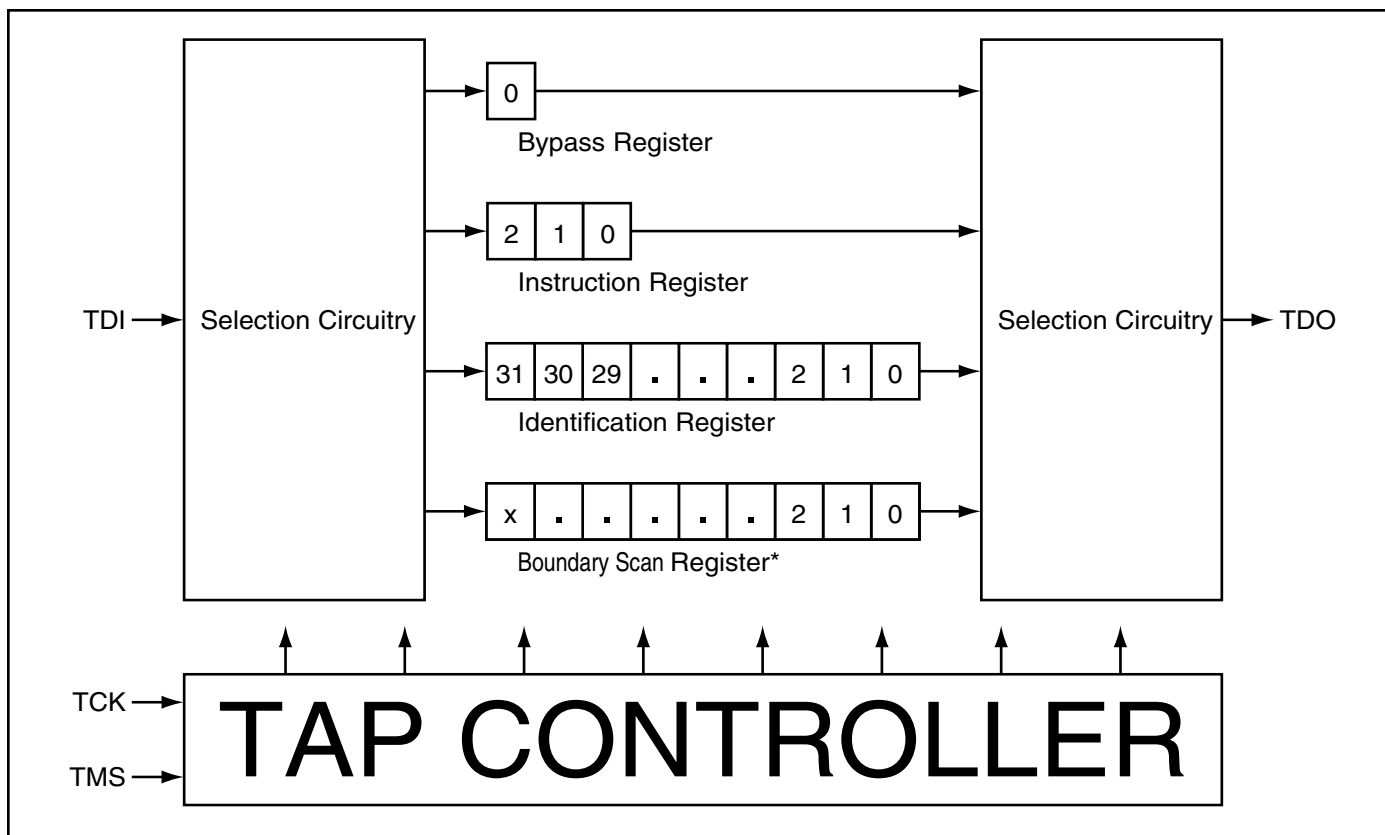 0
Bypass Register
2 1 0
Instruction Register
TDI Selection Circuitry Selection Circuitry TDO
31 30 29 . . . 2 1 0
Identification Register
x . . . . . 2 1 0
Boundary Scan Register*
TCK
TAP CONTROLLER
TMS